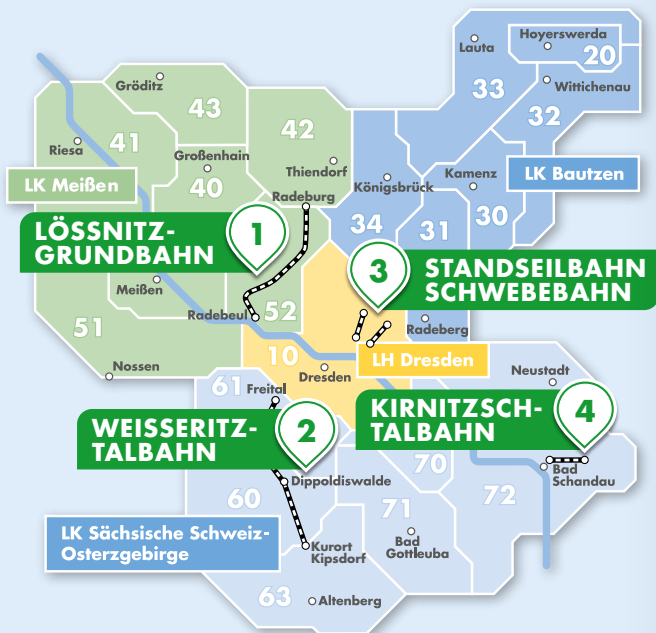 Hoyerswerda
Lauta
20
33
Wittichenau
32
Gröditz
43
42
41
Riesa
Großenhain
40
Thiendorf
Radeburg
LK Meißen
Königsbrück
Kamenz
LK Bautzen
30
34
31
LÖSSNITZ-
GRUNDBAHN
1
3
STANDSEILBAHN
SCHWEBEBAHN
Meißen
51
Radebeul
52
Radeberg
10
LH Dresden
Dresden
Nossen
Neustadt
61
Freital
WEISSERITZ-
TALBAHN
2
KIRNITZSCH-
TALBAHN
4
70
Bad
Schandau
60
Dippoldiswalde
71
72
LK Sächsische Schweiz-
Osterzgebirge
Bad
Gottleuba
Kurort
Kipsdorf
63
Altenberg